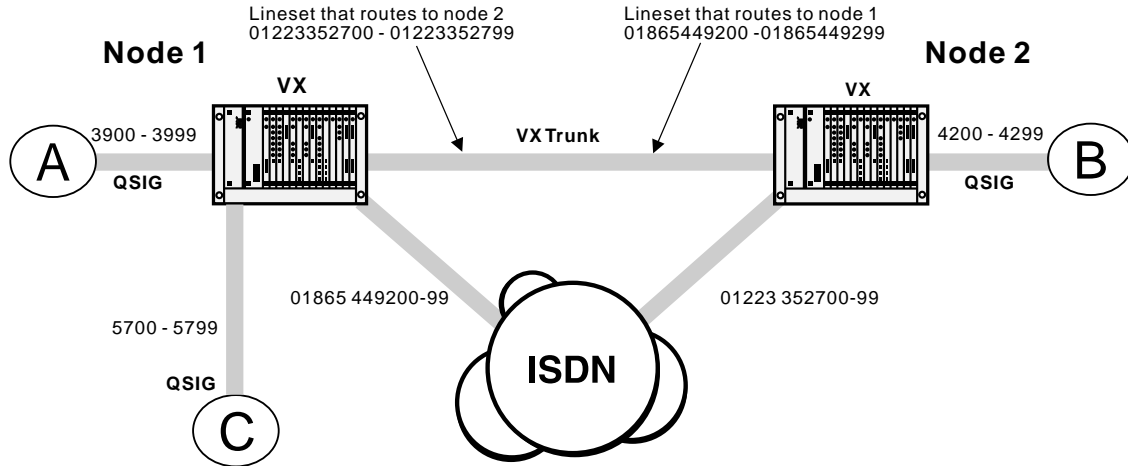 Lineset that routes to node 2
01223352700 - 01223352799
Lineset that routes to node 1
01865449200 -01865449299
Node 1
Node 2
VX
VX
A
3900 - 3999
QSIG
VX Trunk
4200 - 4299
QSIG
B
01865 449200-99
01223 352700-99
5700 - 5799
QSIG
C
ISDN